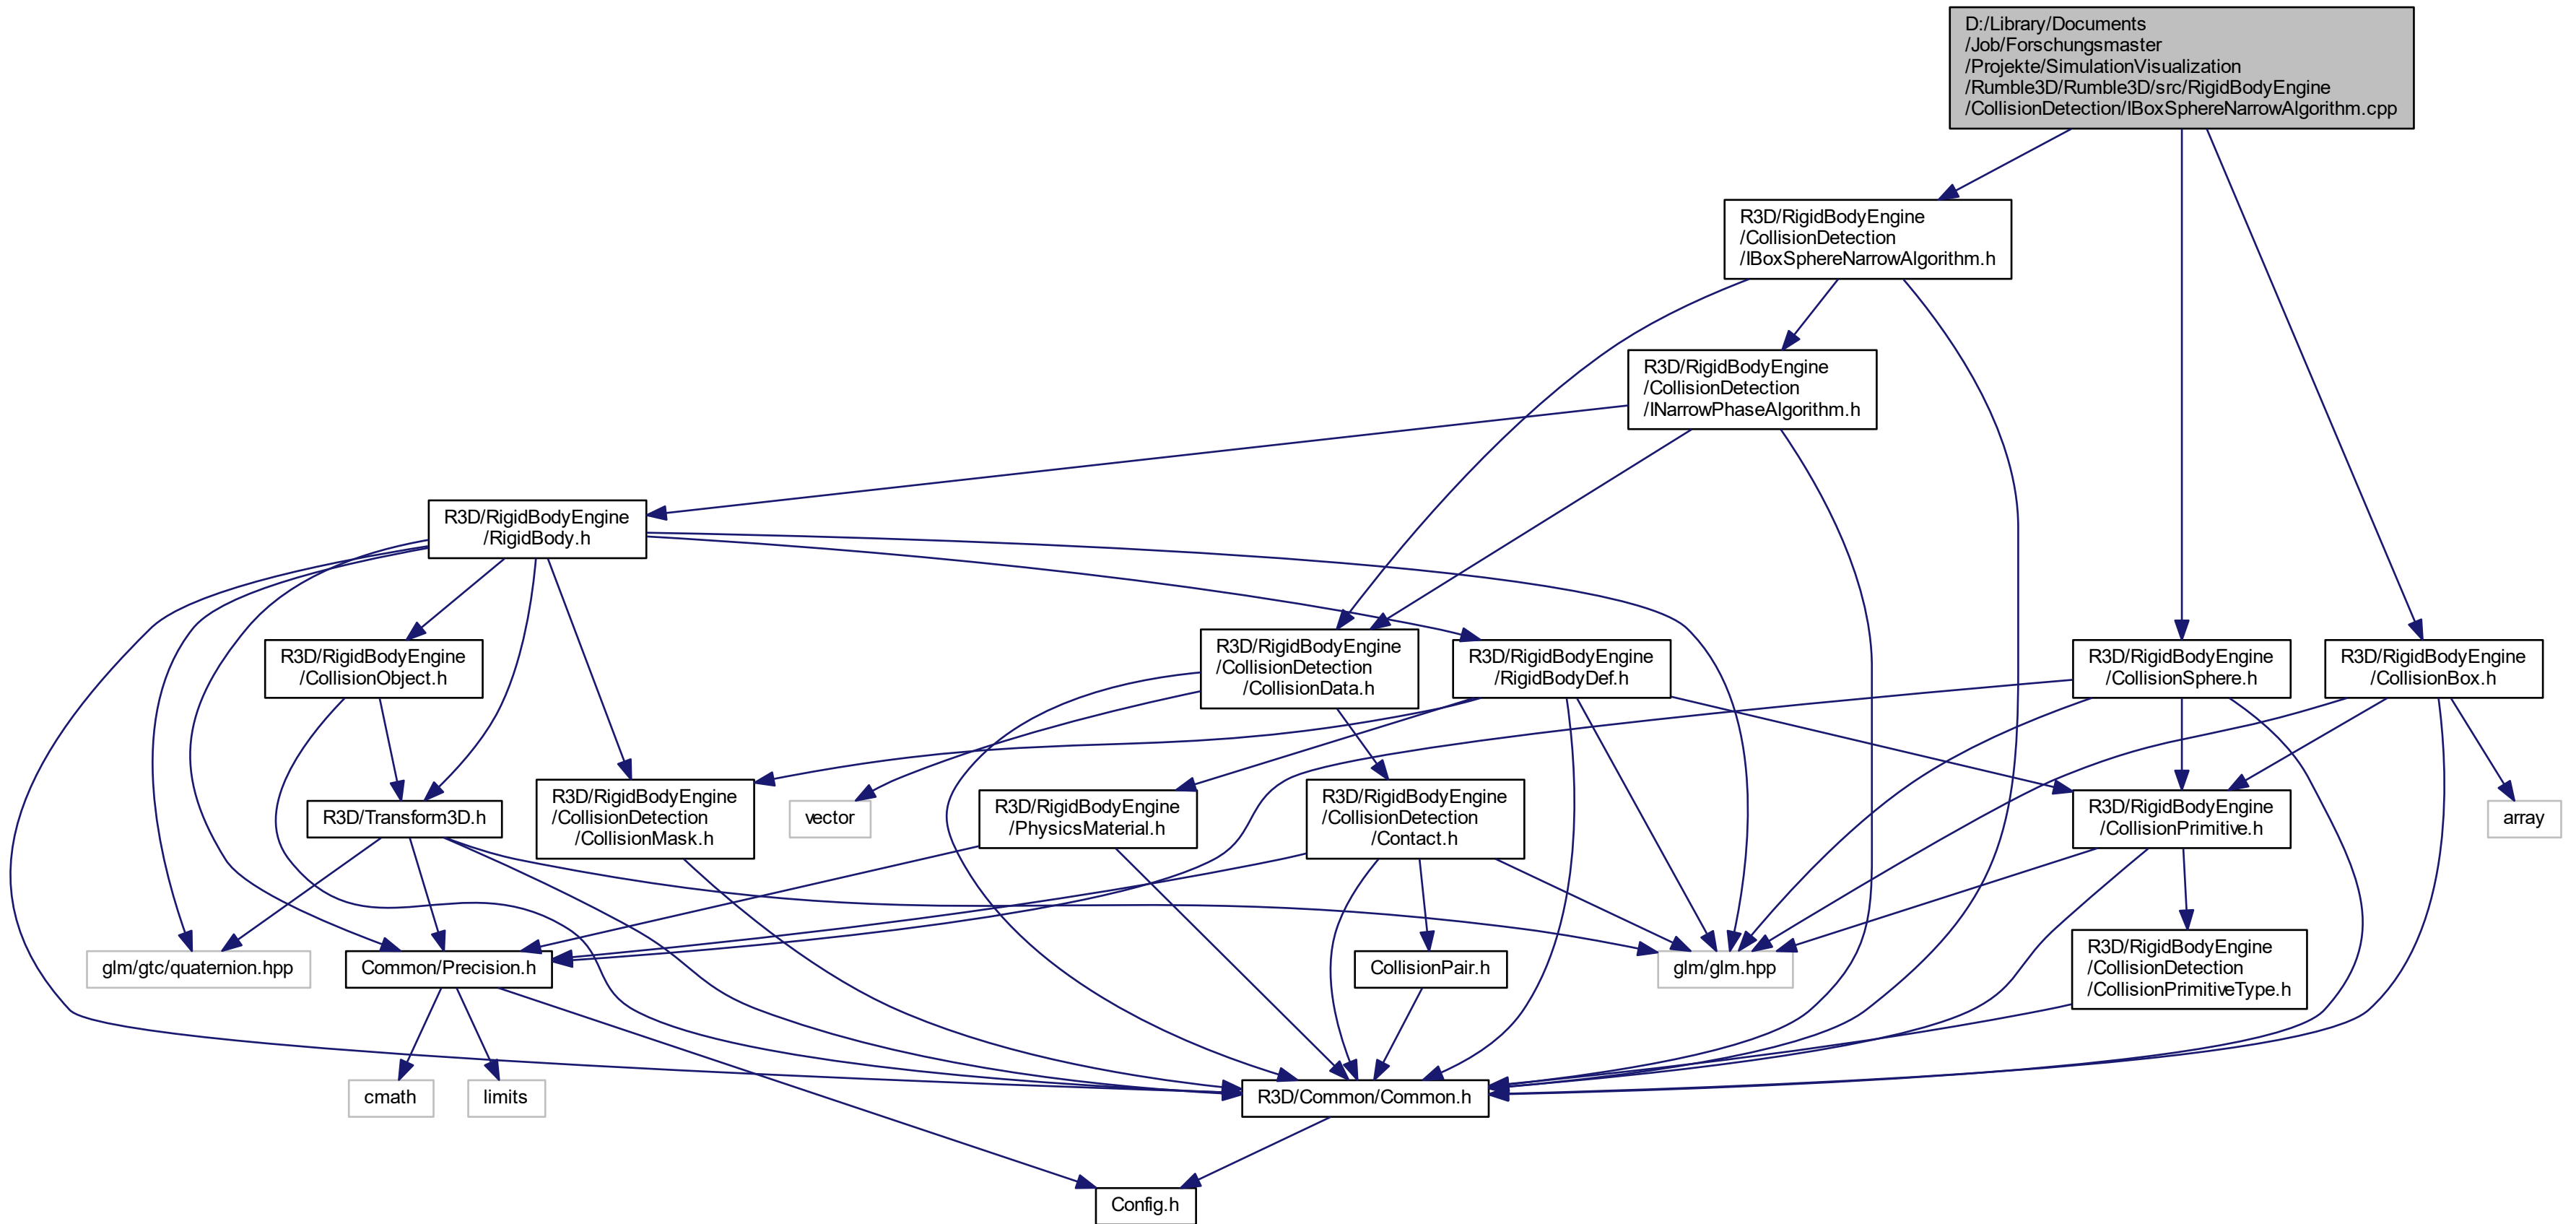 D:/Library/Documents
/Job/Forschungsmaster
/Projekte/SimulationVisualization
/Rumble3D/Rumble3D/src/RigidBodyEngine
/CollisionDetection/IBoxSphereNarrowAlgorithm.cpp
R3D/RigidBodyEngine
/CollisionDetection
/IBoxSphereNarrowAlgorithm.h
R3D/RigidBodyEngine
/CollisionDetection
/INarrowPhaseAlgorithm.h
R3D/RigidBodyEngine
/RigidBody.h
R3D/RigidBodyEngine
/CollisionObject.h
R3D/RigidBodyEngine
/CollisionDetection
/CollisionData.h
R3D/RigidBodyEngine
/RigidBodyDef.h
R3D/RigidBodyEngine
/CollisionSphere.h
R3D/RigidBodyEngine
/CollisionBox.h
R3D/Transform3D.h
R3D/RigidBodyEngine
/CollisionDetection
/CollisionMask.h
vector
R3D/RigidBodyEngine
/PhysicsMaterial.h
R3D/RigidBodyEngine
/CollisionDetection
/Contact.h
R3D/RigidBodyEngine
/CollisionPrimitive.h
array
glm/gtc/quaternion.hpp
Common/Precision.h
CollisionPair.h
glm/glm.hpp
R3D/RigidBodyEngine
/CollisionDetection
/CollisionPrimitiveType.h
cmath
limits
R3D/Common/Common.h
Config.h